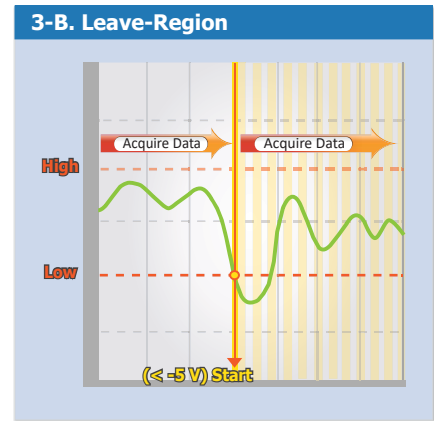 3-B. Leave-Region
Acquire Data Acquire Data
High
Low
(< -5 V) Start